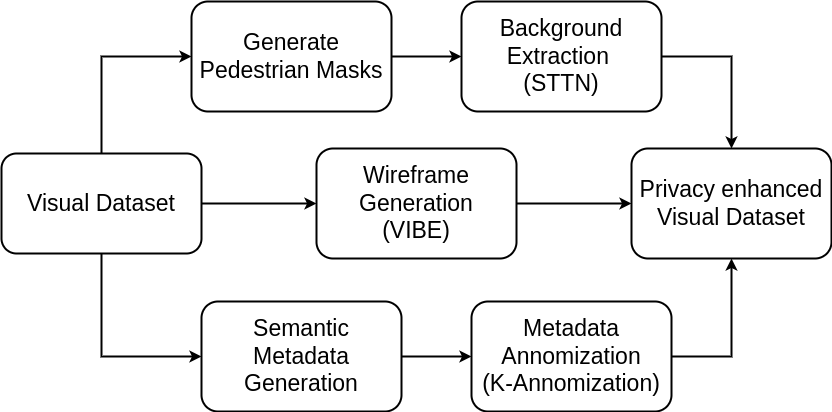 Generate
Pedestrian Masks
Background
Extraction
(STTN)
Visual Dataset
Wireframe
Generation
(VIBE)
Privacy enhanced
Visual Dataset
Semantic
Metadata
Generation
Metadata
Annomization
(K-Annomization)